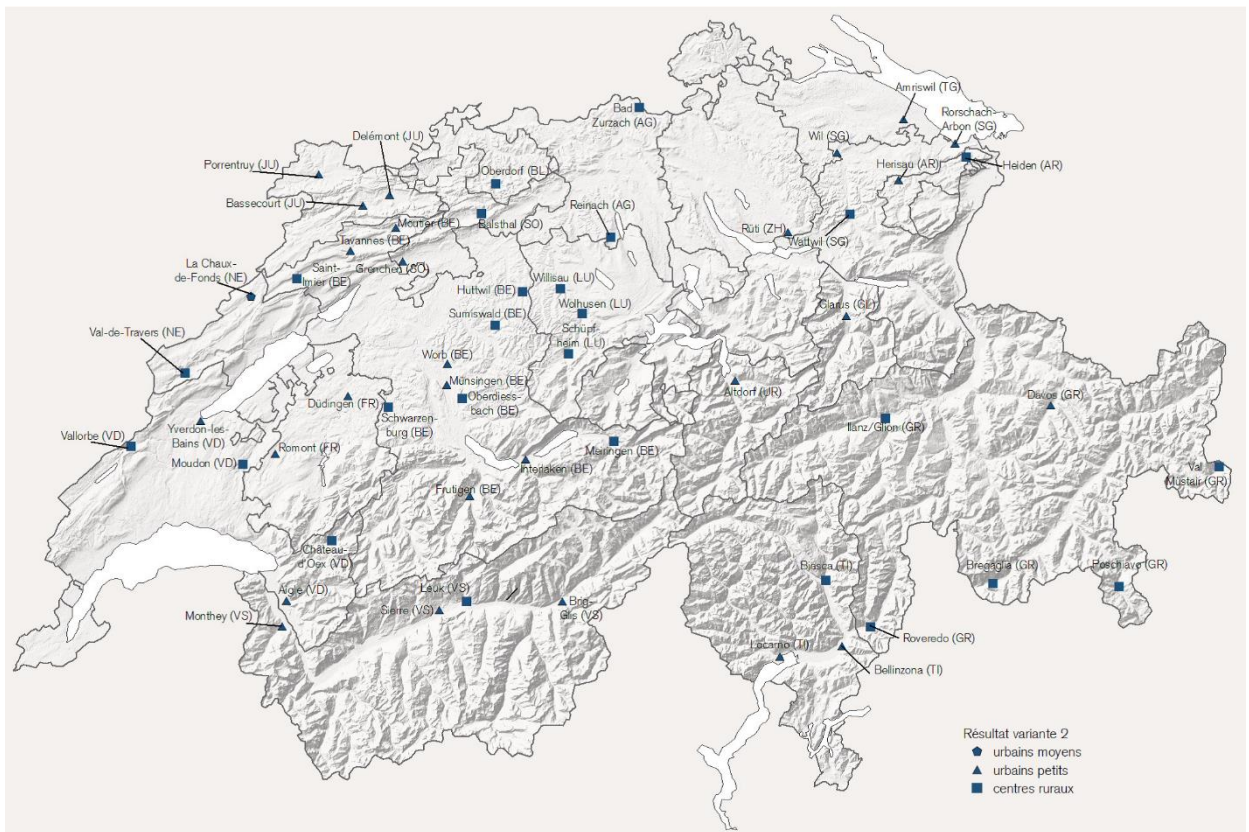 Amriswil (TG)
Bad
Zurzach (AG)
Rorschach-
Arbon (SG)
Delémont (JU)
Wil (SG)
Porrentruy (JU)
Herisau (AR)
Heiden (AR)
Oberdorf (BL)
Bassecourt (JU)
Reinach (AG)
Moutier (BE)
Balsthal (SO)
Rüti (ZH)
Wattwil (SG)
Tavannes (BE)
La Chaux-
de-Fonds (NE)
Saint-
Imier (BE)
Grenchen (SO)
Willisau (LU)
Huttwil (BE)
Wolhusen (LU)
Glarus (GL)
Sumiswald (BE)
Schüpf-
heim (LU)
Val-de-Travers (NE)
Worb (BE)
Münsingen (BE)
Altdorf (UR)
Oberdiess-
bach (BE)
Düdingen (FR)
Davos (GR)
Schwarzen-
burg (BE)
Yverdon-les-
Bains (VD)
Ilanz/Glion (GR)
Vallorbe (VD)
Romont (FR)
Meiringen (BE)
Moudon (VD)
Interlaken (BE)
Val
Müstair (GR)
Frutigen (BE)
Château-
d'Oex (VD)
Biasca (TI)
Bregaglia (GR)
Poschiavo (GR)
Aigle (VD)
Leuk (VS)
Sierre (VS)
Brig-
Glis (VS)
Monthey (VS)
Roveredo (GR)
Locarno (TI)
Bellinzona (TI)
Résultat variante 2
urbains moyens
urbains petits
centres ruraux